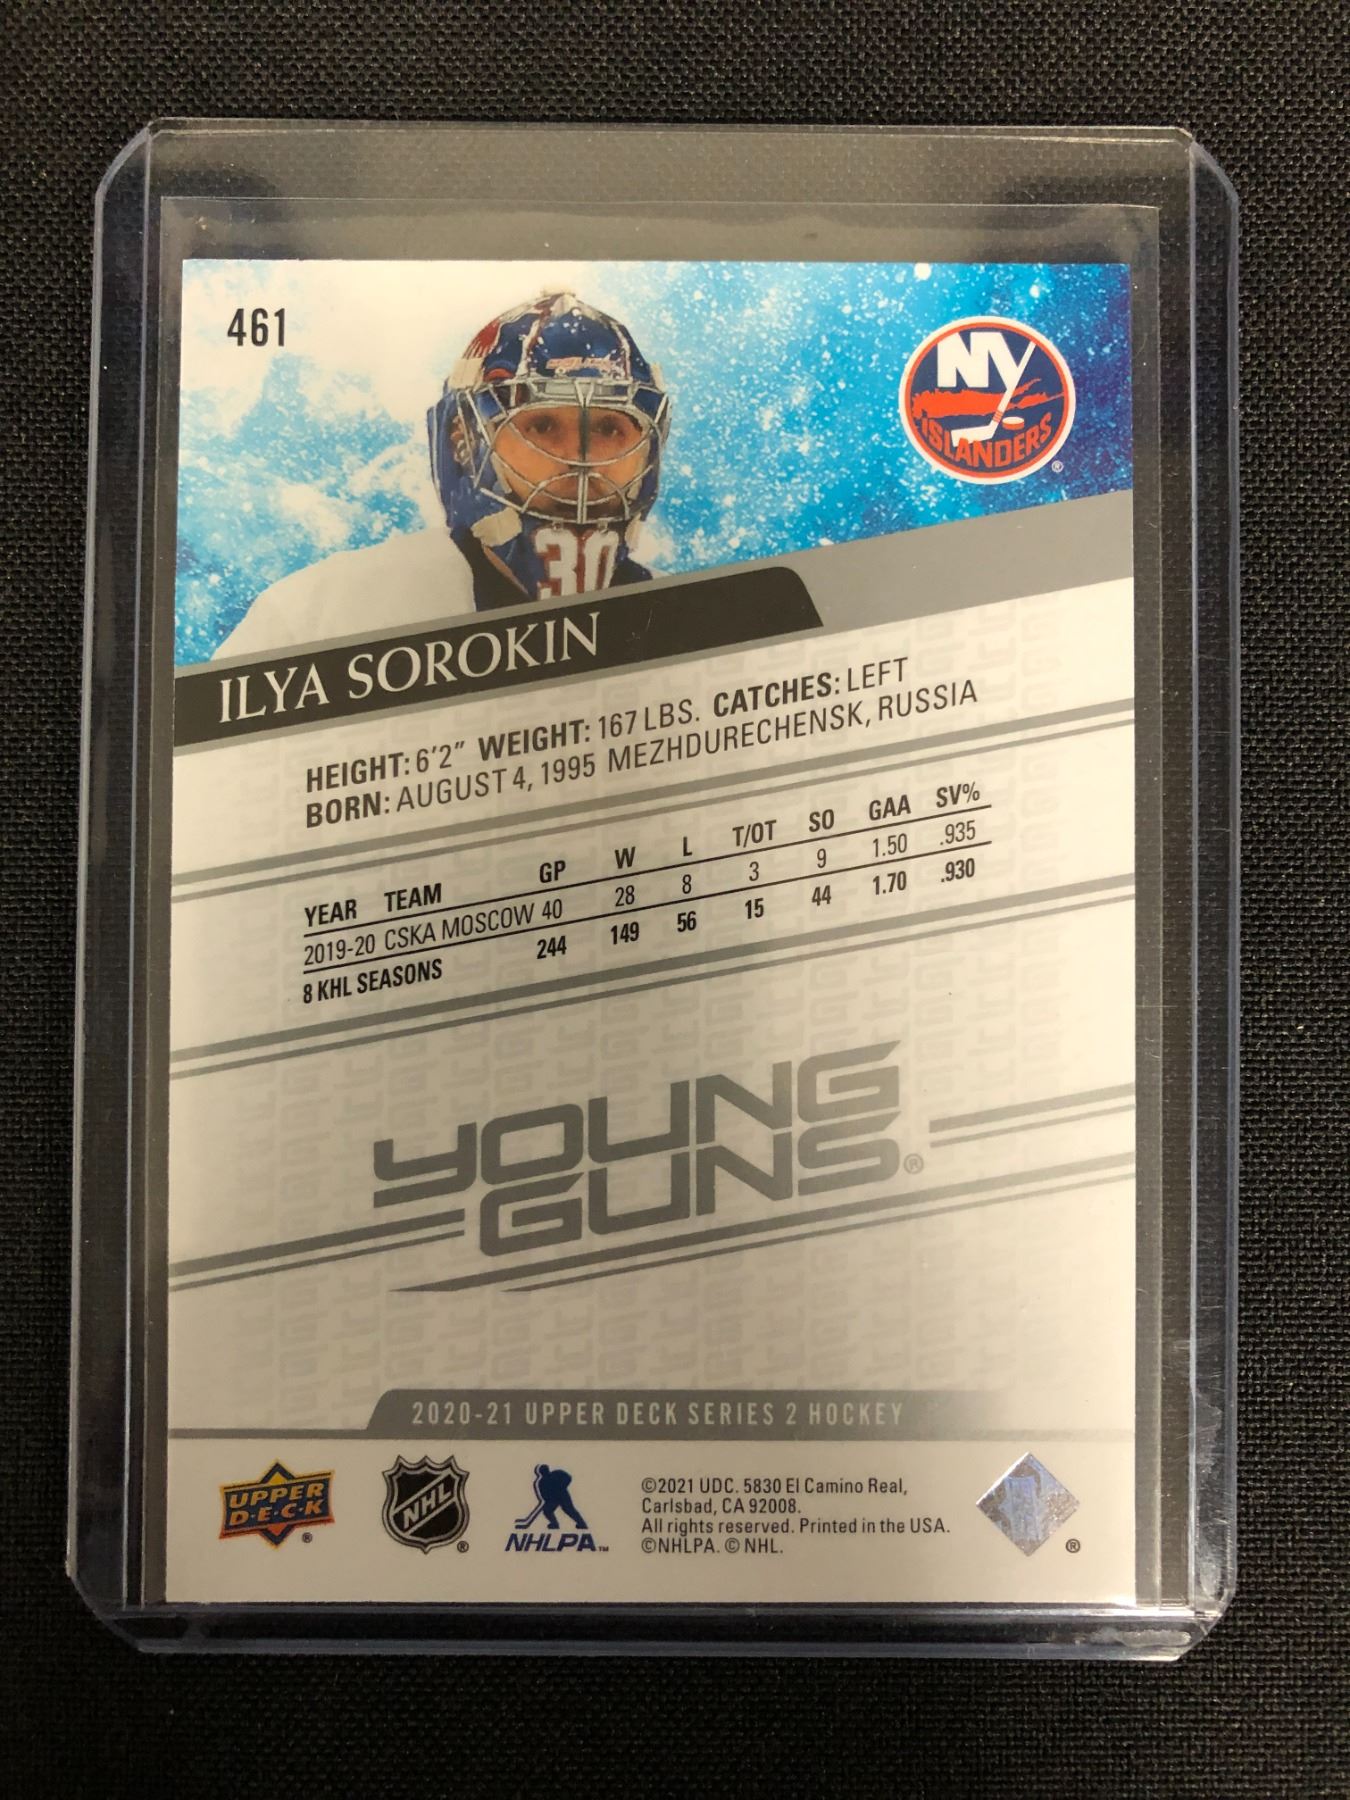 461
NY
ISLANDERS®
30
ILYA SOROKIN
HEIGHT: 6'2" WEIGHT: 167 LBS. CATCHES: LEFT
BORN: AUGUST 4, 1995 MEZHDURECHENSK, RUSSIA
YEAR TEAM GP W L T/OT SO GAA SV%
2019-20 CSKA MOSCOW 40 28 8 3 9 1.50 .935
8 KHL SEASONS 244 149 56 15 44 1.70 .930
YOUNG
GUNS®
2020-21 UPPER DECK SERIES 2 HOCKEY
UPPER
D·E·C·K®
NHL®
NHLPA™
©2021 UDC. 5830 El Camino Real,
Carlsbad, CA 92008.
All rights reserved. Printed in the USA.
©NHLPA. © NHL.
®